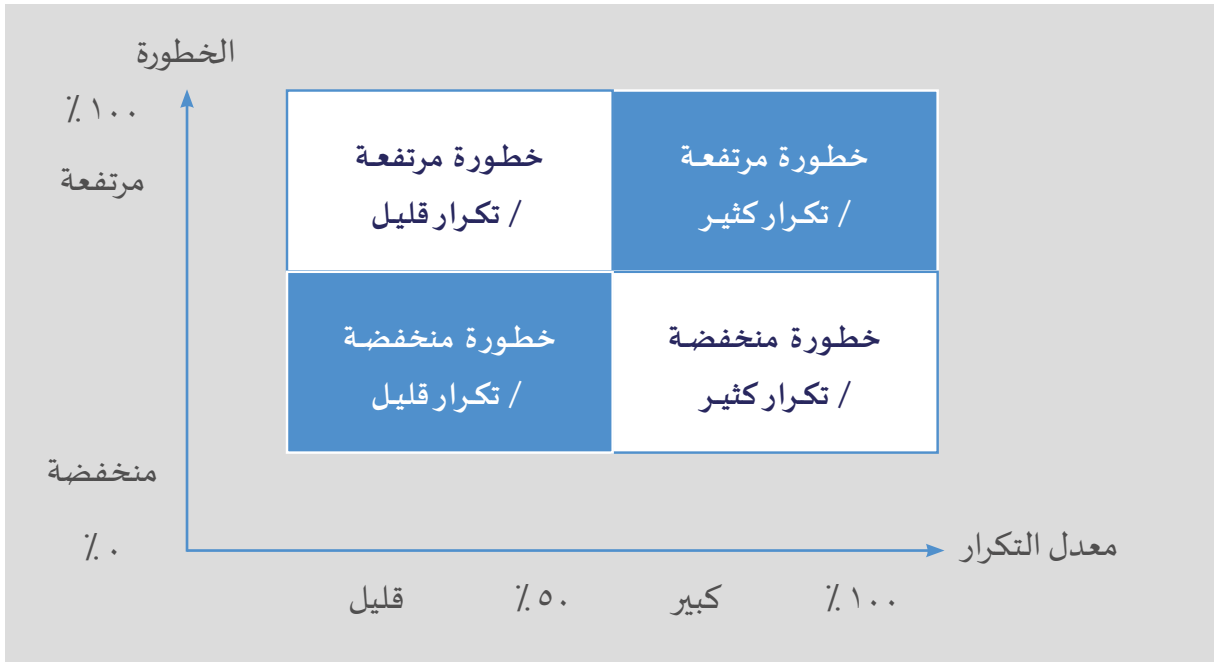 الخطورة
٪١٠٠
مرتفعة
خطورة مرتفعة
/ تكرار كثير
خطورة مرتفعة
/ تكرار قليل
خطورة منخفضة
/ تكرار كثير
خطورة منخفضة
/ تكرار قليل
منخفضة
٪٠
معدل التكرار
قليل
٪٥٠
كبير
٪١٠٠